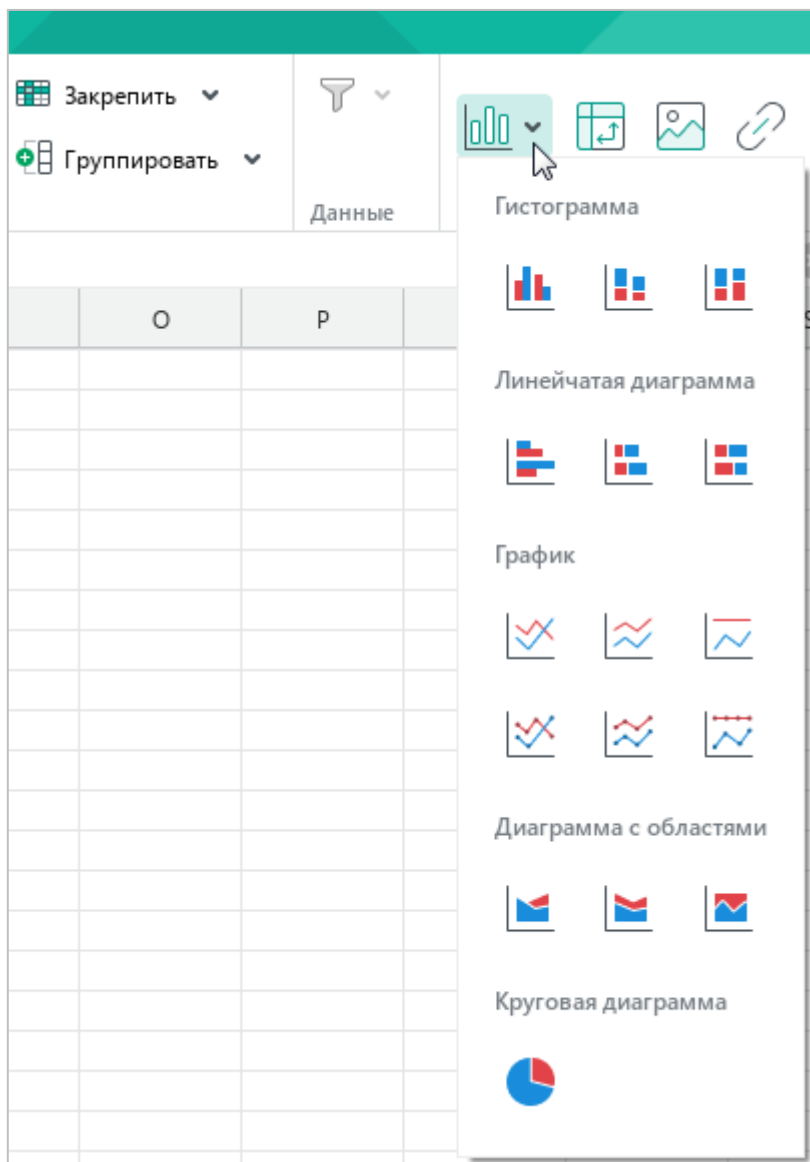 Закрепить
Группировать
Данные
O
P
Гистограмма
Линейчатая диаграмма
График
Диаграмма с областями
Круговая диаграмма